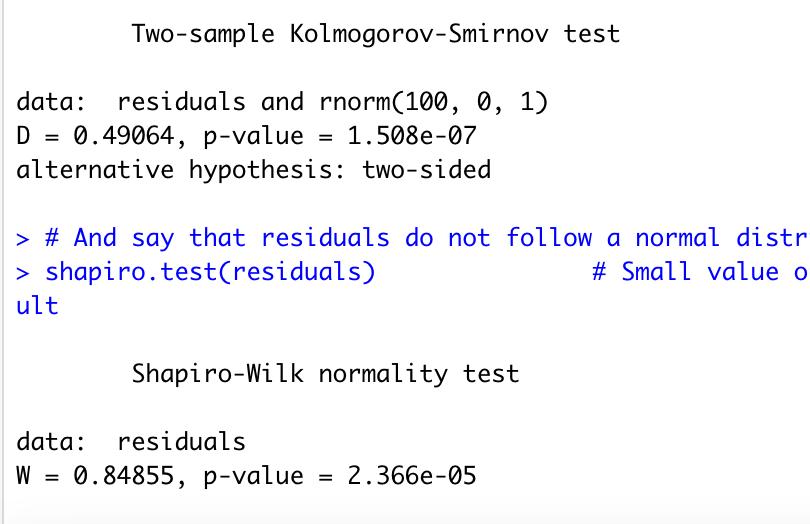 Two-sample Kolmogorov-Smirnov test
data:  residuals and rnorm(100, 0, 1)
D = 0.49064, p-value = 1.508e-07
alternative hypothesis: two-sided
> # And say that residuals do not follow a normal distr
> shapiro.test(residuals)               # Small value o
ult
Shapiro-Wilk normality test
data:  residuals
W = 0.84855, p-value = 2.366e-05